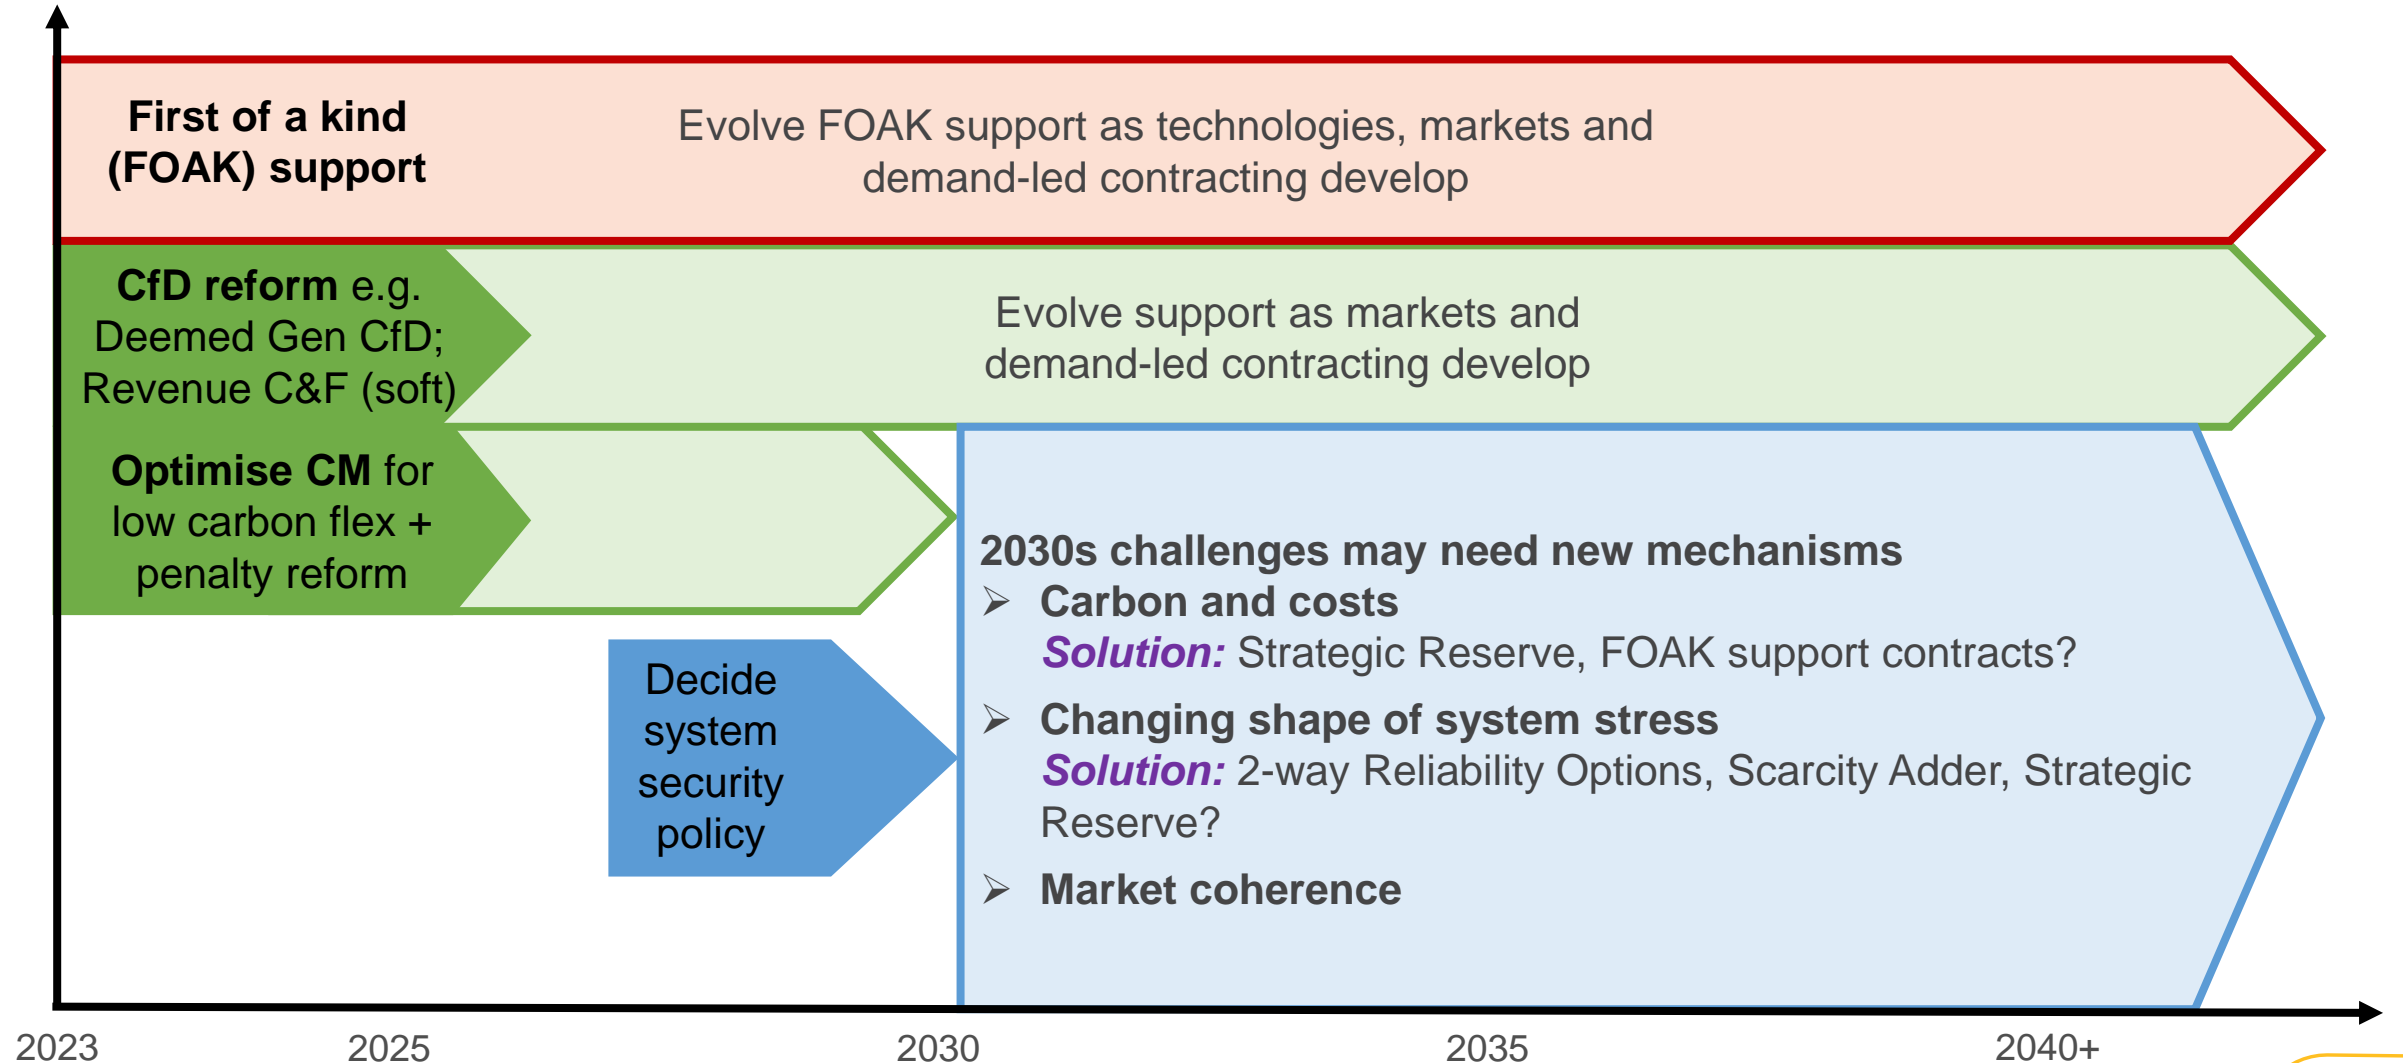 First of a kind
(FOAK) support
Evolve FOAK support as technologies, markets and
demand-led contracting develop
CfD reform e.g.
Deemed Gen CfD;
Revenue C&F (soft)
Evolve support as markets and
demand-led contracting develop
Optimise CM for
low carbon flex +
penalty reform
Decide
system
security
policy
2030s challenges may need new mechanisms
➢ Carbon and costs
Solution: Strategic Reserve, FOAK support contracts?
➢ Changing shape of system stress
Solution: 2-way Reliability Options, Scarcity Adder, Strategic
Reserve?
➢ Market coherence
2023 2025 2030 2035 2040+